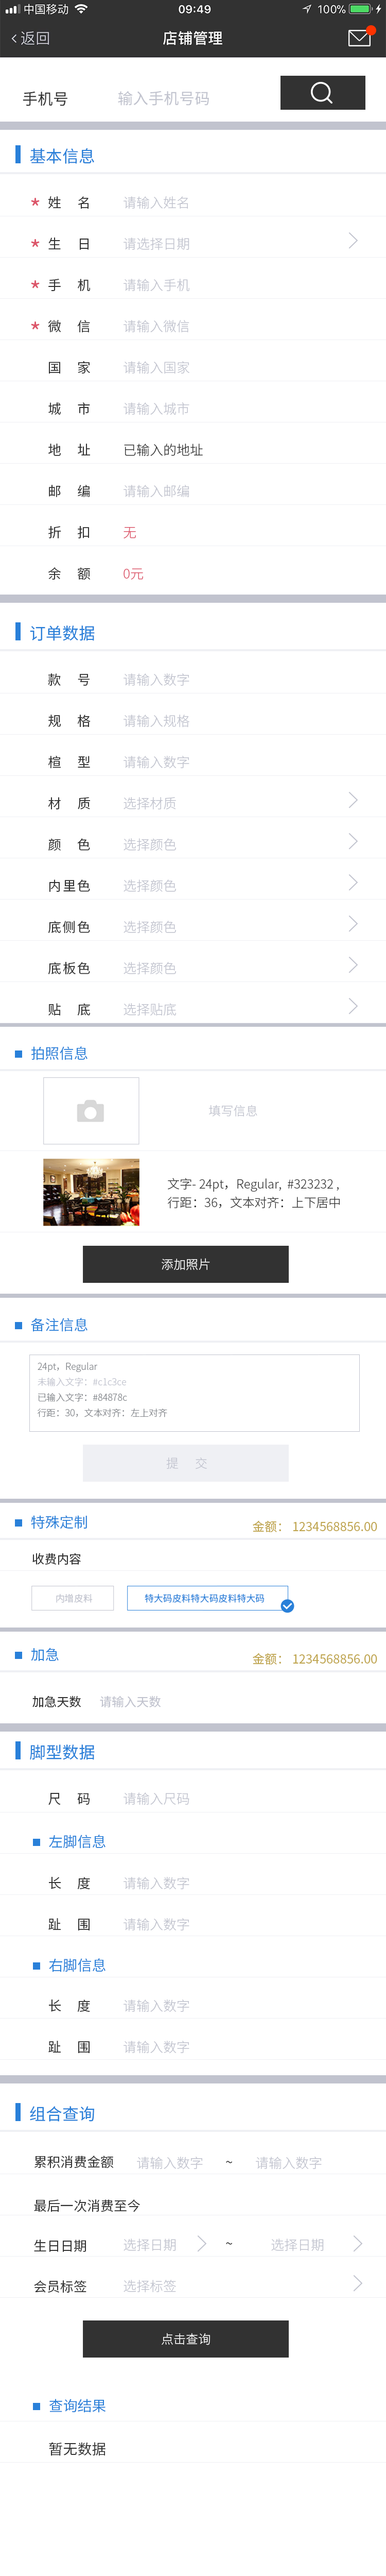 中国移动 09:49 100%
返回 店铺管理
手机号 输入手机号码
基本信息
* 姓 名 请输入姓名
* 生 日 请选择日期
* 手 机 请输入手机
* 微 信 请输入微信
国 家 请输入国家
城 市 请输入城市
地 址 已输入的地址
邮 编 请输入邮编
折 扣 无
余 额 0元
订单数据
款 号 请输入数字
规 格 请输入规格
楦 型 请输入数字
材 质 选择材质
颜 色 选择颜色
内里色 选择颜色
底侧色 选择颜色
底板色 选择颜色
贴 底 选择贴底
拍照信息
填写信息
文字- 24pt，Regular, #323232 ,
行距：36，文本对齐：上下居中
添加照片
备注信息
24pt，Regular
未输入文字：#c1c3ce
已输入文字：#84878c
行距：30，文本对齐：左上对齐
提 交
特殊定制 金额： 1234568856.00
收费内容
内增皮料 特大码皮料特大码皮料特大码
加急 金额： 1234568856.00
加急天数 请输入天数
脚型数据
尺 码 请输入尺码
左脚信息
长 度 请输入数字
趾 围 请输入数字
右脚信息
长 度 请输入数字
趾 围 请输入数字
组合查询
累积消费金额 请输入数字 ~ 请输入数字
最后一次消费至今
生日日期 选择日期 ~ 选择日期
会员标签 选择标签
点击查询
查询结果
暂无数据